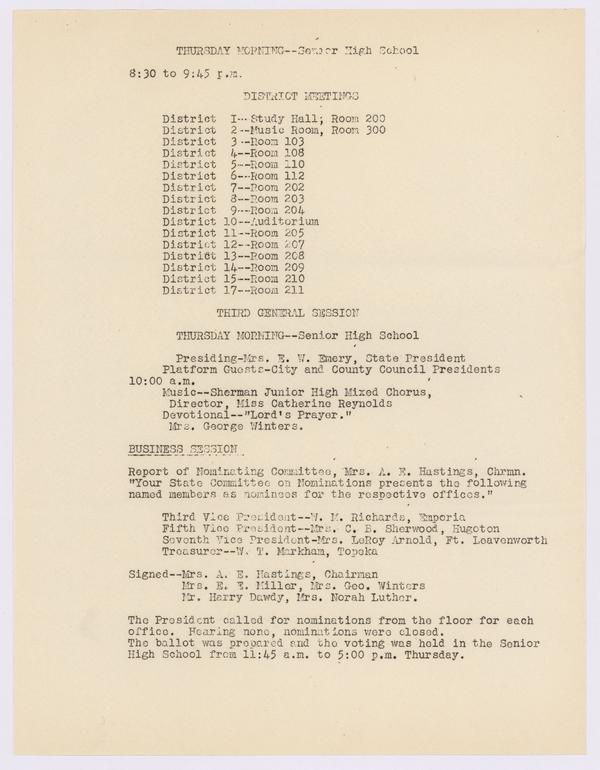 THURSDAY MORNING--Senior High School
8:30 to 9:45 p.m.
DISTRICT MEETINGS
District I--Study Hall; Room 200
District 2--Music Room, Room 300
District 3--Room 103
District 4--Room 108
District 5--Room 110
District 6--Room 112
District 7--Room 202
District 8--Room 203
District 9--Room 204
District 10--Auditorium
District 11--Room 205
District 12--Room 207
District 13--Room 208
District 14--Room 209
District 15--Room 210
District 17--Room 211
THIRD GENERAL SESSION
THURSDAY MORNING--Senior High School
Presiding-Mrs. E. W. Emery, State President
Platform Guests-City and County Council Presidents
10:00 a.m.
Music--Sherman Junior High Mixed Chorus,
Director, Miss Catherine Reynolds
Devotional--"Lord's Prayer."
Mrs. George Winters.
BUSINESS SESSION
Report of Nominating Committee, Mrs. A. E. Hastings, Chrmn.
"Your State Committee on Nominations presents the following
named members as nominees for the respective offices."
Third Vice President--W. M. Richards, Emporia
Fifth Vice President--Mrs. C. B. Sherwood, Hugoton
Seventh Vice President-Mrs. LeRoy Arnold, Ft. Leavenworth
Treasurer--W. T. Markham, Topeka
Signed--Mrs. A. E. Hastings, Chairman
Mrs. E. E. Miller, Mrs. Geo. Winters
Mr. Harry Dawdy, Mrs. Norah Luther.
The President called for nominations from the floor for each
office. Hearing none, nominations were closed.
The ballot was prepared and the voting was held in the Senior
High School from 11:45 a.m. to 5:00 p.m. Thursday.